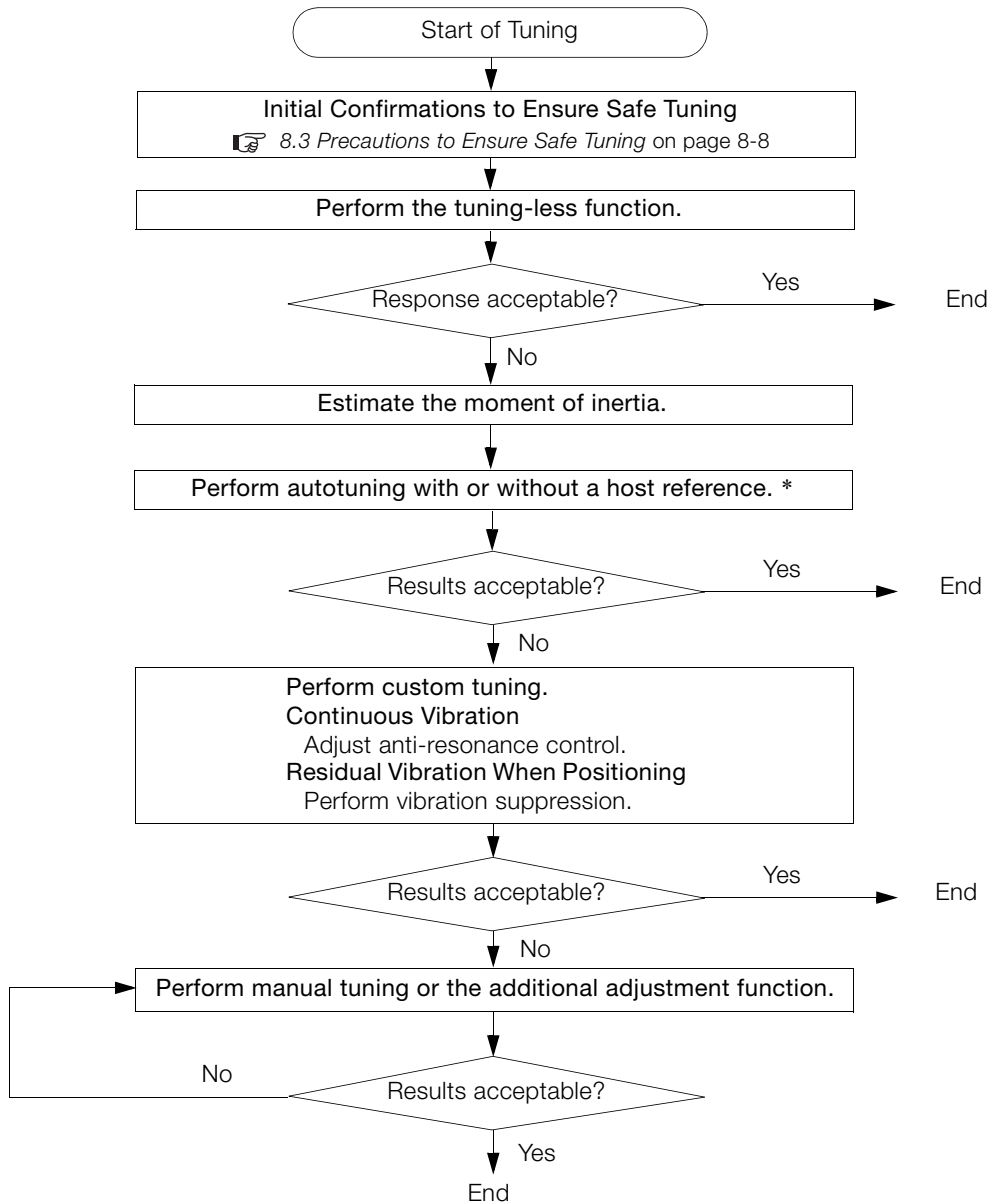 Start of Tuning
Initial Confirmations to Ensure Safe Tuning
8.3 Precautions to Ensure Safe Tuning on page 8-8
Perform the tuning-less function.
Response acceptable?
Yes
End
No
Estimate the moment of inertia.
Perform autotuning with or without a host reference. *
Results acceptable?
Yes
End
No
Perform custom tuning.
Continuous Vibration
Adjust anti-resonance control.
Residual Vibration When Positioning
Perform vibration suppression.
Results acceptable?
Yes
End
No
Perform manual tuning or the additional adjustment function.
No
Results acceptable?
Yes
End